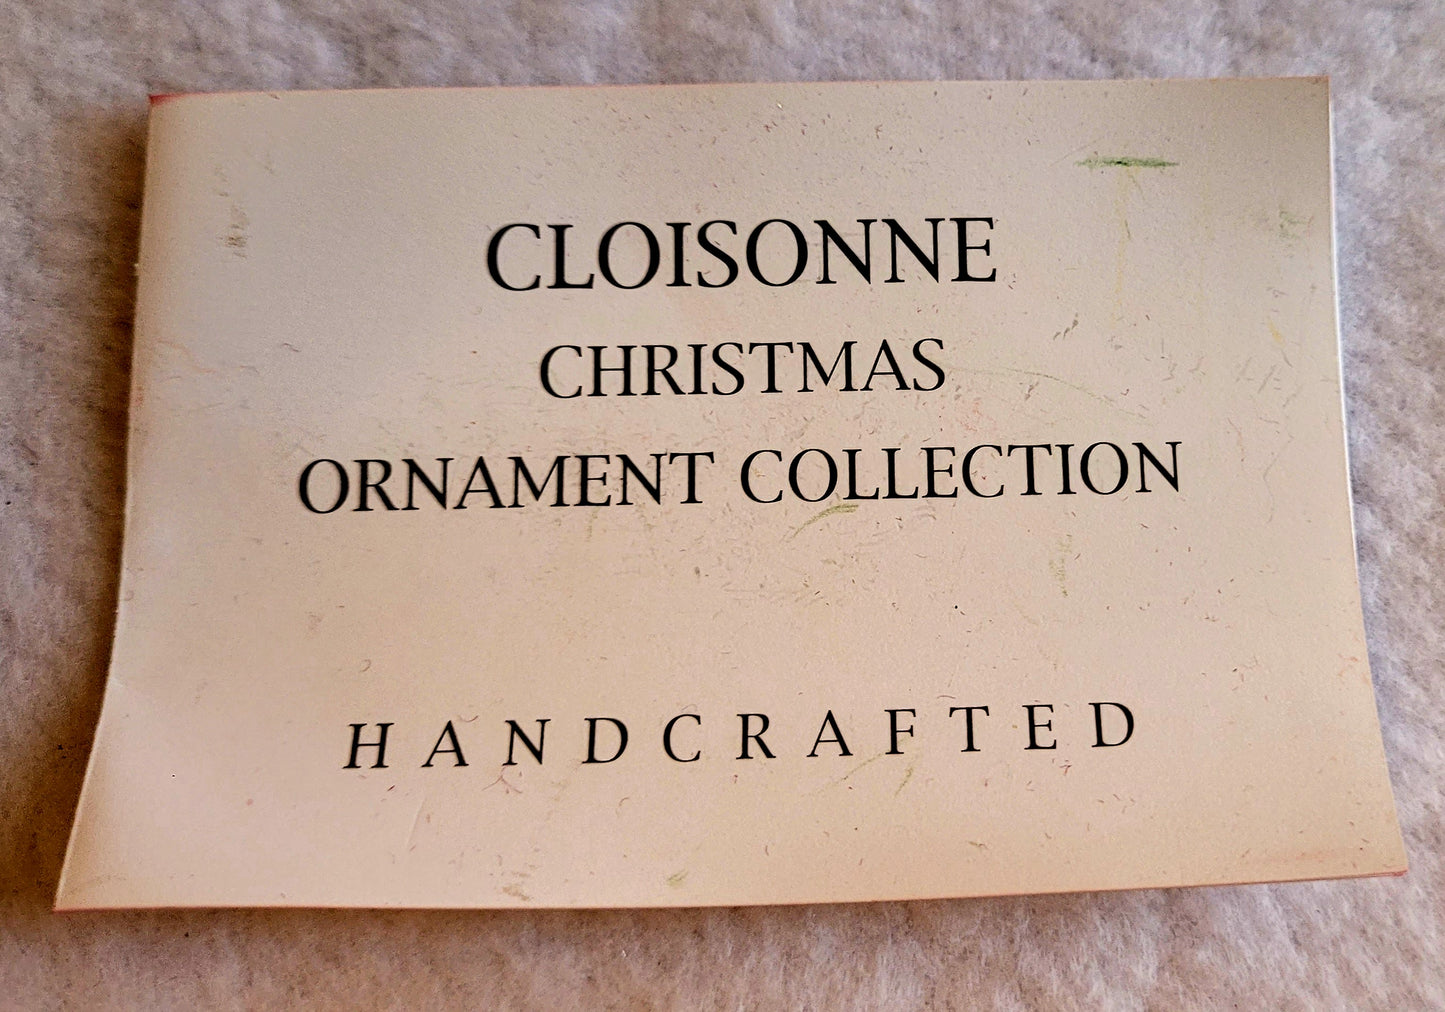 CLOISONNE
CHRISTMAS
ORNAMENT COLLECTION
HANDCRAFTED